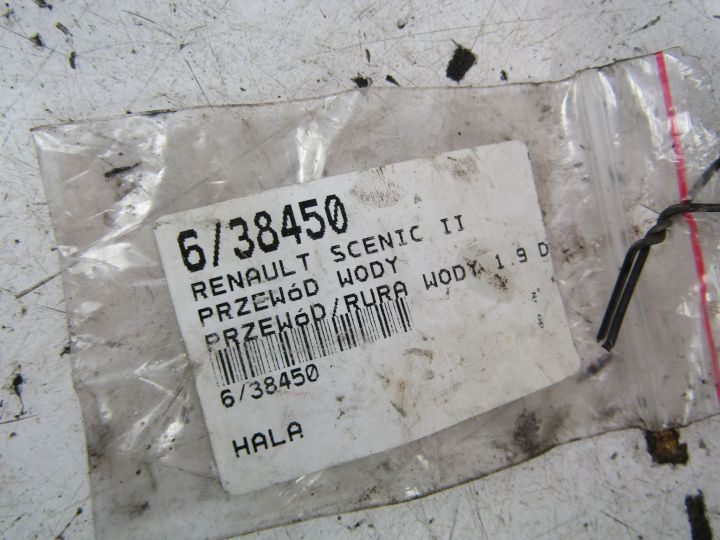 6/38450
RENAULT SCENIC II
PRZEWóD WODY
PRZEWóD/RURA WODY 1.9 D
6/38450
HALA